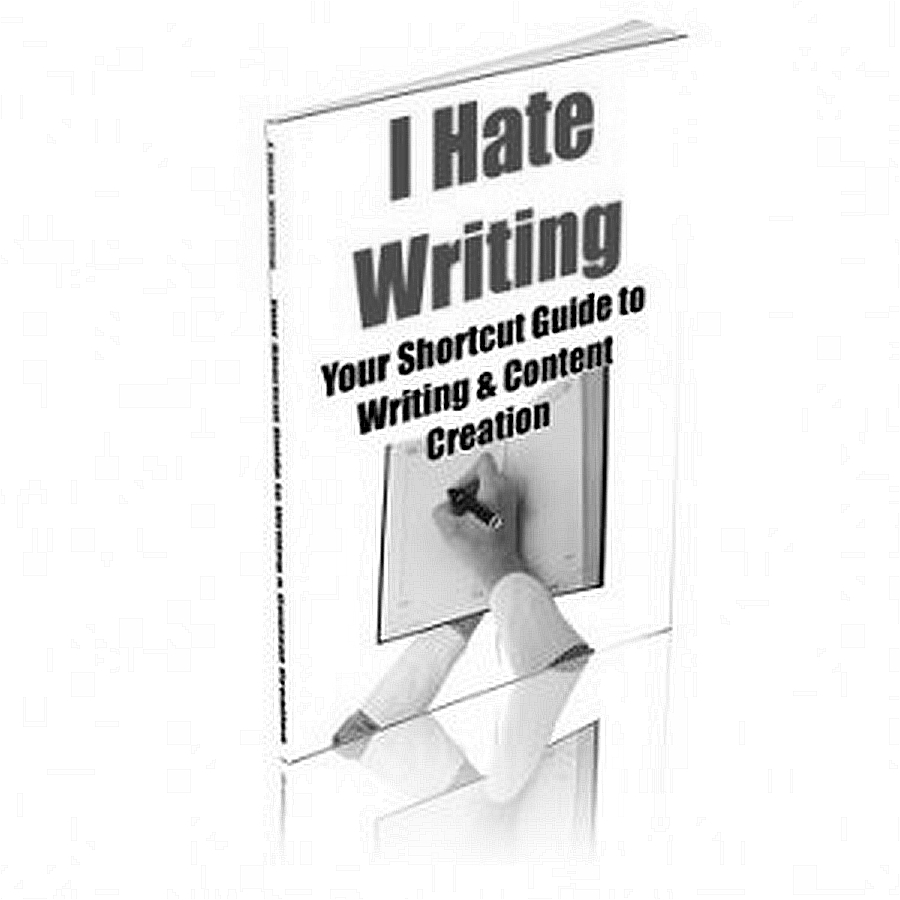 I Hate
Writing
Your Shortcut Guide to
Writing & Content
Creation
I Hate Writing Your Shortcut Guide to Writing & Content Creation